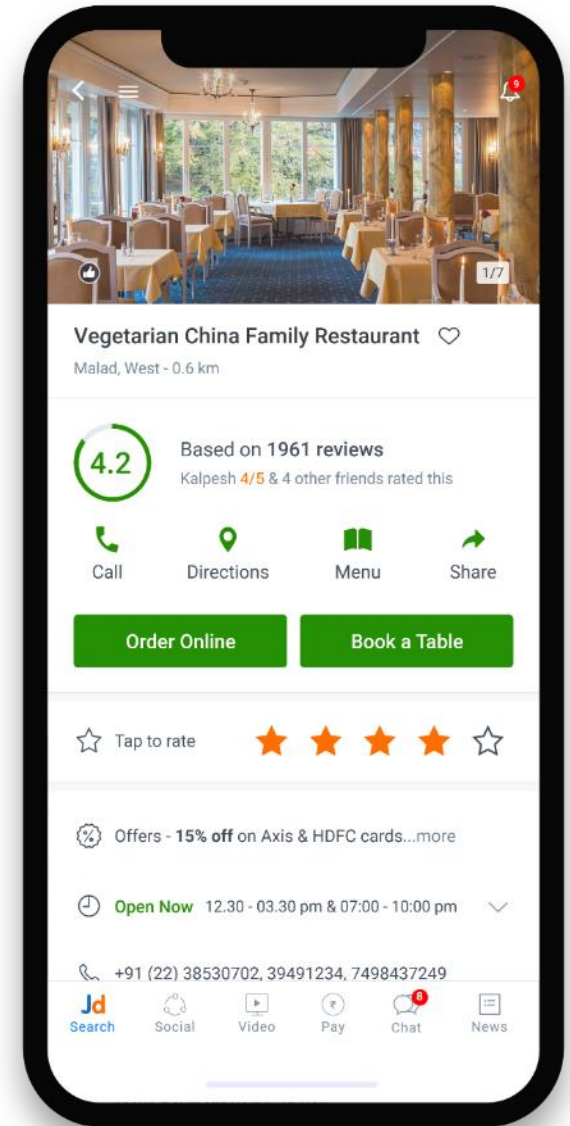 9
1/7
Vegetarian China Family Restaurant
Malad, West - 0.6 km
4.2
Based on 1961 reviews
Kalpesh 4/5 & 4 other friends rated this
Call Directions Menu Share
Order Online Book a Table
Tap to rate
Offers - 15% off on Axis & HDFC cards...more
Open Now 12.30 - 03.30 pm & 07:00 - 10:00 pm
+91 (22) 38530702, 39491234, 7498437249
Jd 8
Search Social Video Pay Chat News